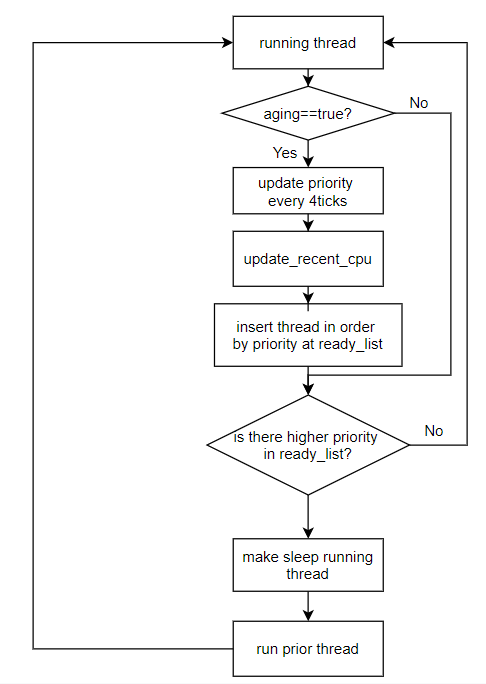 running thread
aging==true?
No
Yes
update priority
every 4ticks
update_recent_cpu
insert thread in order
by priority at ready_list
is there higher priority
in ready_list?
No
make sleep running
thread
run prior thread